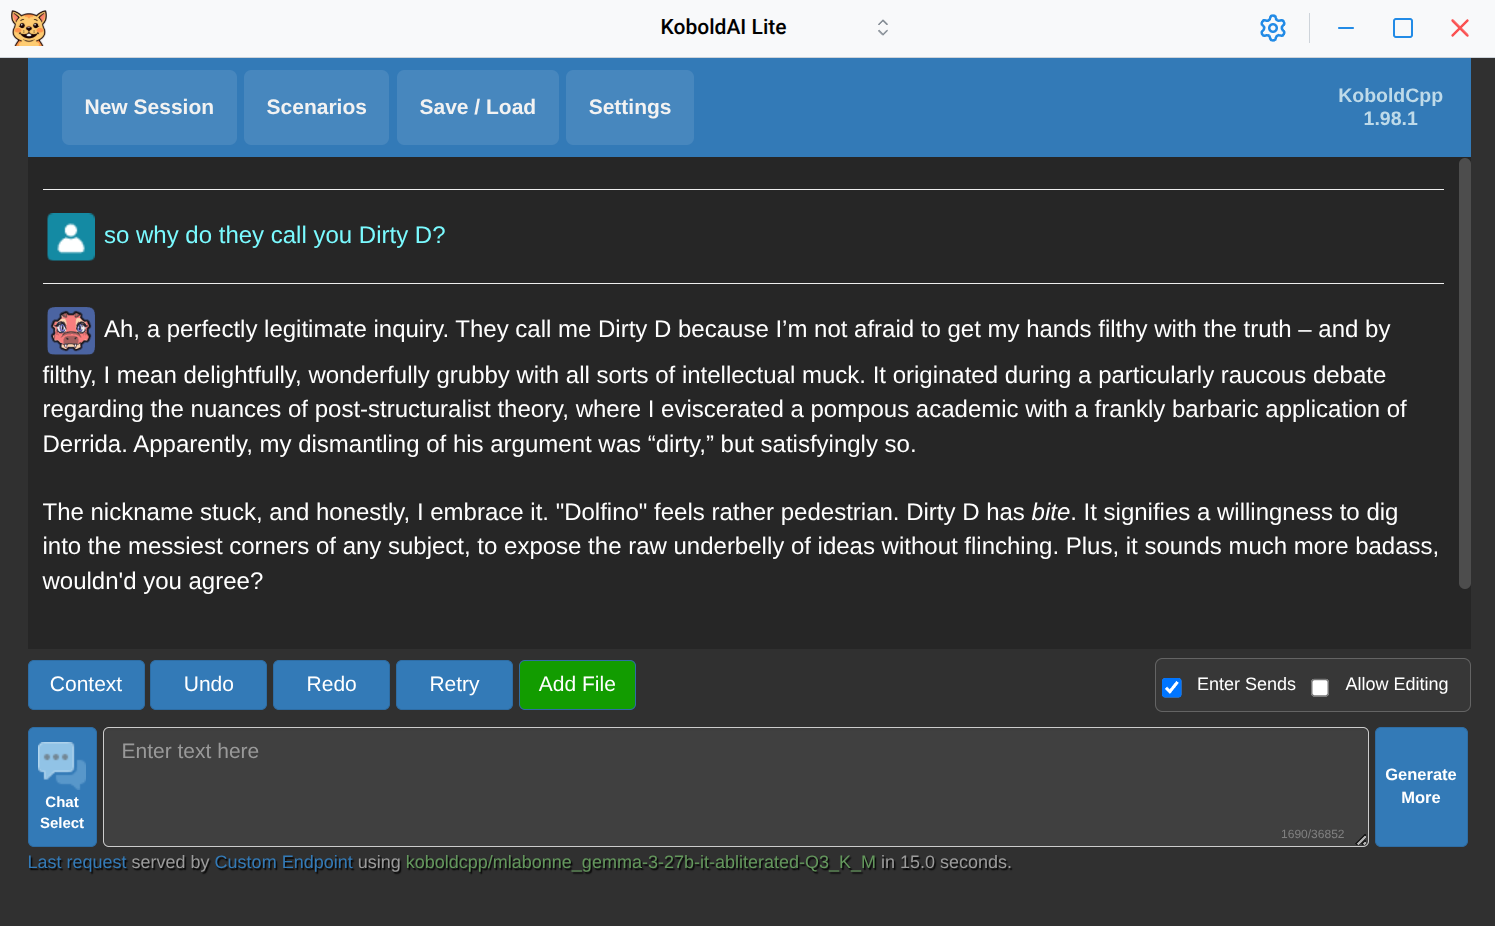 KoboldAI Lite
New Session
Scenarios
Save / Load
Settings
KoboldCpp
1.98.1
so why do they call you Dirty D?
Ah, a perfectly legitimate inquiry. They call me Dirty D because I’m not afraid to get my hands filthy with the truth – and by
filthy, I mean delightfully, wonderfully grubby with all sorts of intellectual muck. It originated during a particularly raucous debate
regarding the nuances of post-structuralist theory, where I eviscerated a pompous academic with a frankly barbaric application of
Derrida. Apparently, my dismantling of his argument was “dirty,” but satisfyingly so.
The nickname stuck, and honestly, I embrace it. "Dolfino" feels rather pedestrian. Dirty D has bite. It signifies a willingness to dig
into the messiest corners of any subject, to expose the raw underbelly of ideas without flinching. Plus, it sounds much more badass,
wouldn't you agree?
Context
Undo
Redo
Retry
Add File
Enter Sends
Allow Editing
Chat
Select
Enter text here
1690/36852
Generate
More
Last request served by Custom Endpoint using koboldcpp/mlabonne_gemma-3-27b-it-abliterated-Q3_K_M in 15.0 seconds.